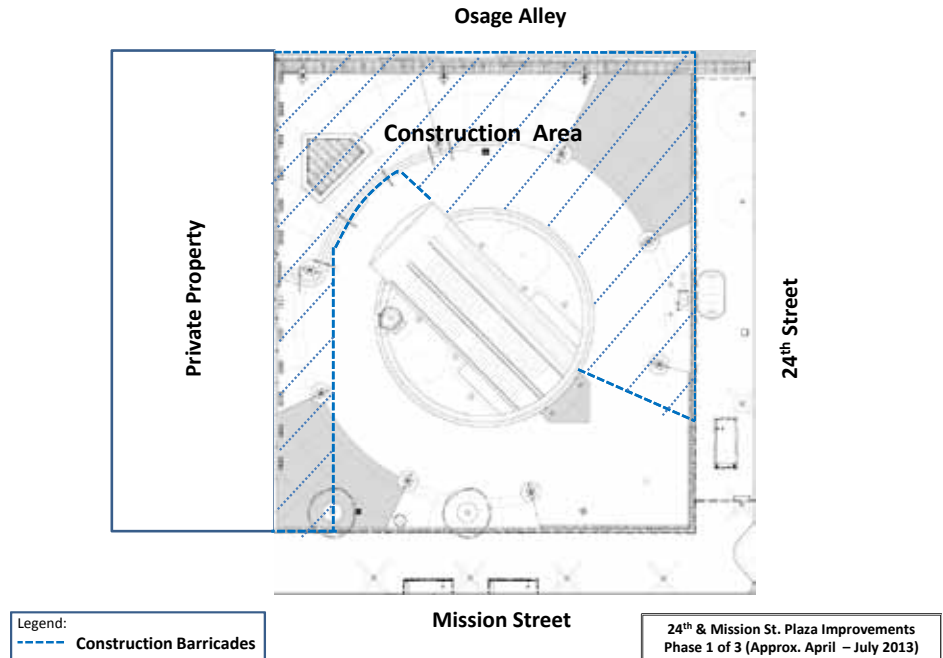 Osage Alley
Construction Area
Private Property
24th Street
Mission Street
Legend:
Construction Barricades
24th & Mission St. Plaza Improvements
Phase 1 of 3 (Approx. April – July 2013)